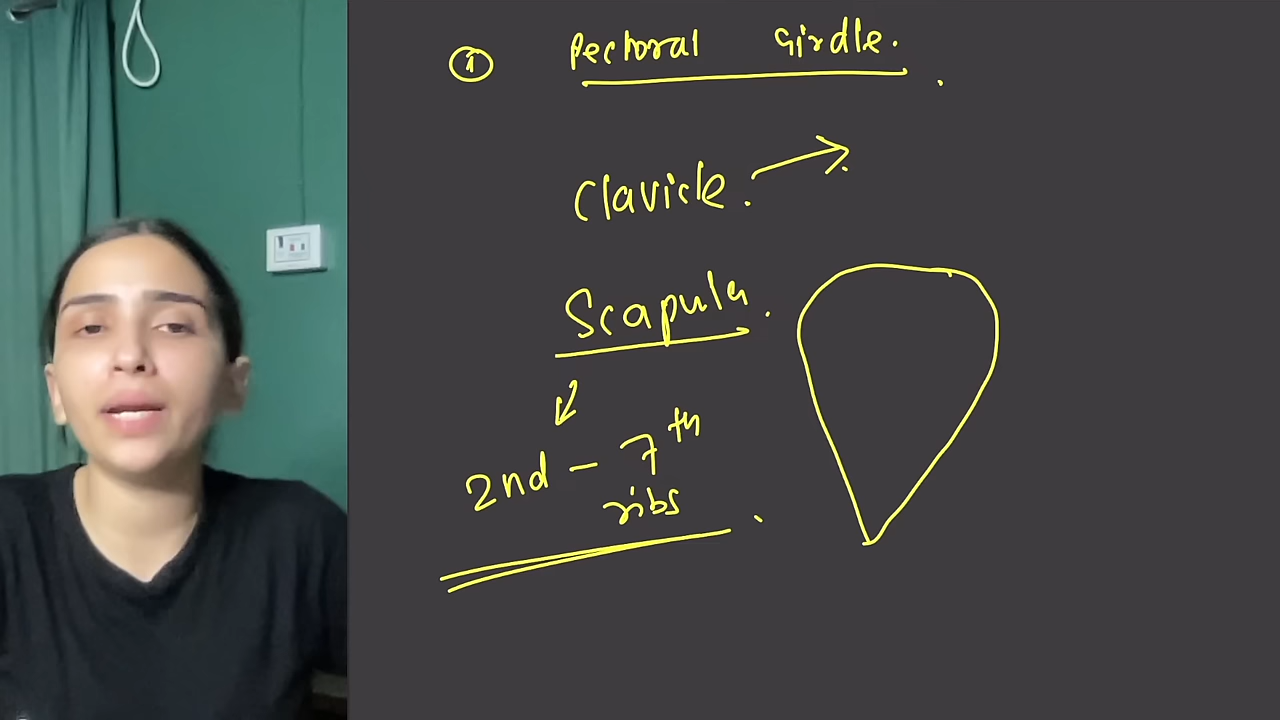 ① Pectoral Girdle.
Clavicle.
Scapula.
2nd - 7th
ribs